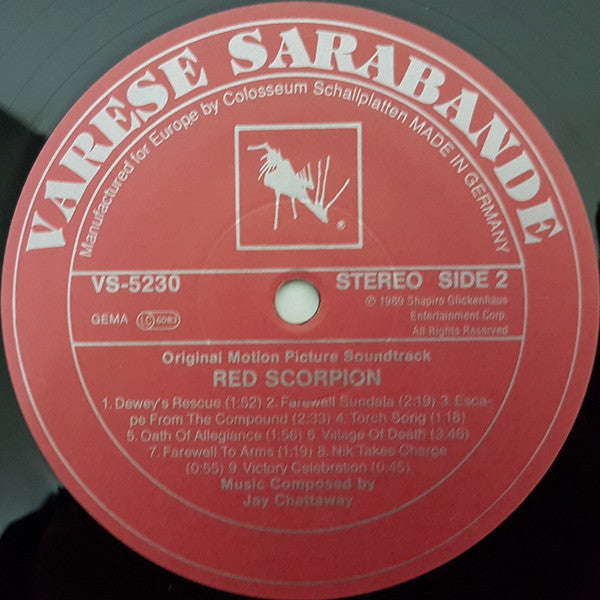 VARESE SARABANDE
Manufactured for Europe by Colosseum Schallplatten MADE IN GERMANY
®
VS-5230
STEREO SIDE 2
℗ 1989 Shapiro Glickenhaus
Entertainment Corp.
All Rights Reserved
GEMA LC 6083
Original Motion Picture Soundtrack
RED SCORPION
1. Dewey's Rescue (1:52) 2. Farewell Sundata (2:19) 3. Esca-
pe From The Compound (2:33) 4. Torch Song (1:18)
5. Oath Of Allegiance (1:56) 6. Village Of Death (3:46)
7. Farewell To Arms (1:19) 8. Nik Takes Charge
(0:55) 9. Victory Celebration (0:45)
Music Composed by
Jay Chattaway